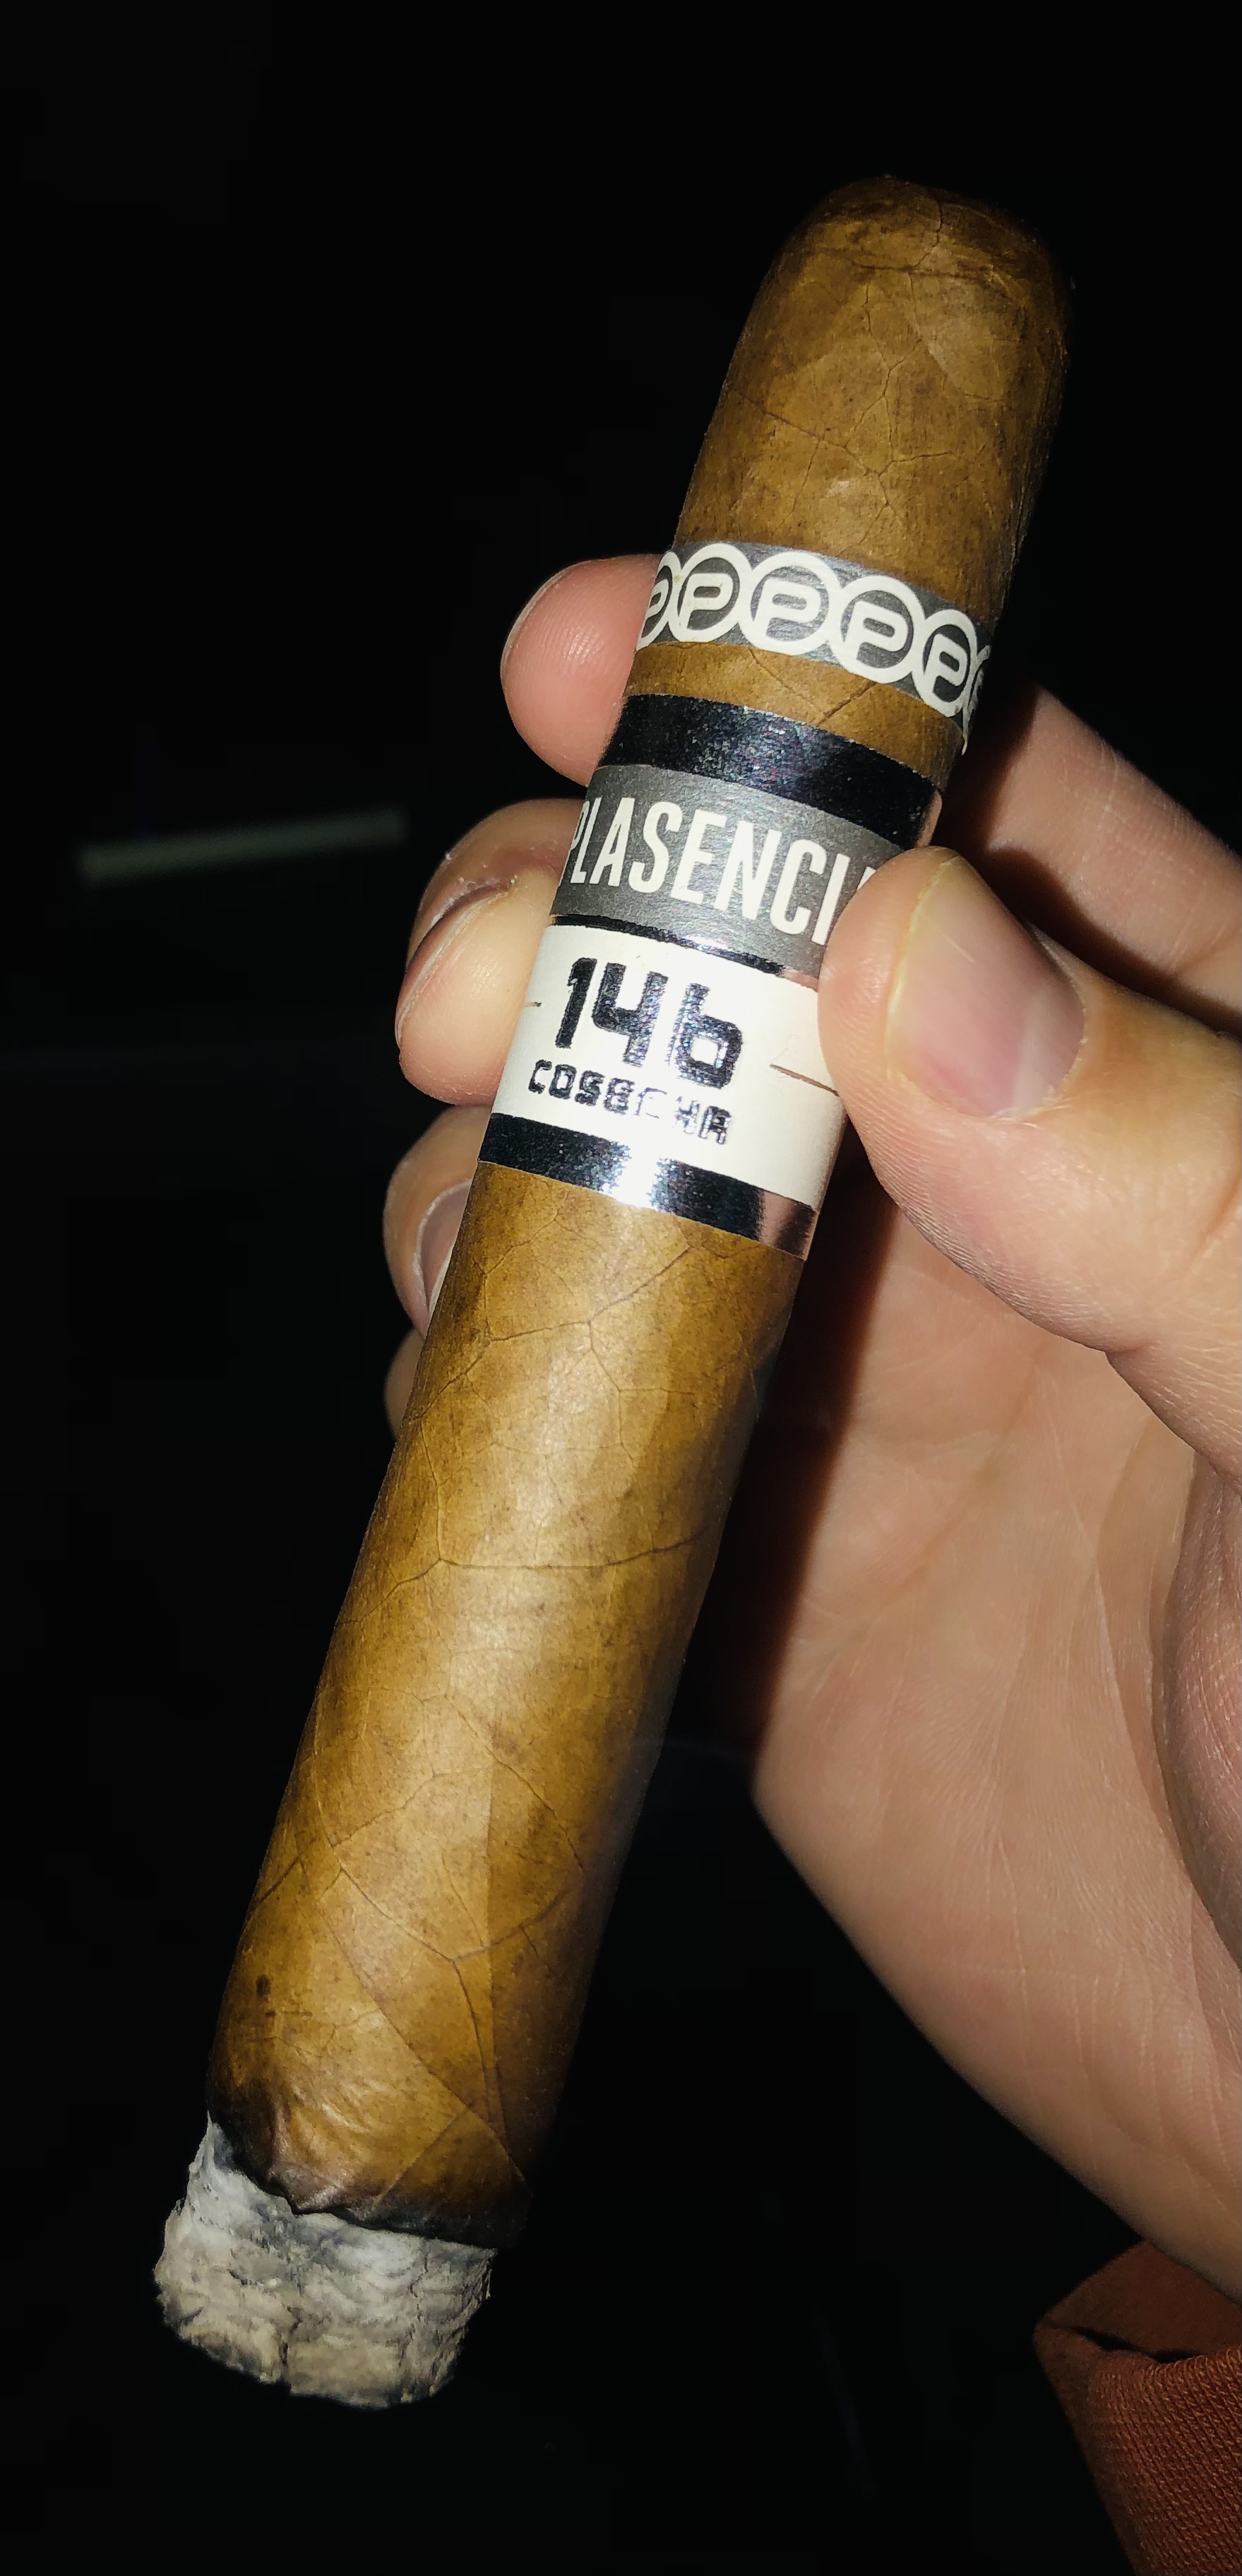 P P P P P
PLASENCI
146
COSECHA